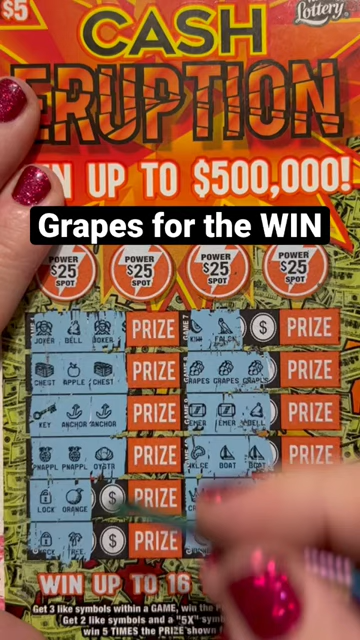 $5
Lottery
CASH
ERUPTION
UP TO $500,000!
Grapes for the WIN
POWER $25 SPOT
POWER $25 SPOT
POWER $25 SPOT
POWER $25 SPOT
JOKER BELL JOKER PRIZE
GAME 7 $ PRIZE
CHEST APPLE CHEST PRIZE
GRAPES GRAPES GRAPES PRIZE
KEY ANCHOR ANCHOR PRIZE
EMER EMER BELL PRIZE
PNAPPL PNAPPL OYSTR PRIZE
BOAT BOAT PRIZE
LOCK ORANGE $ PRIZE
$ PRIZE
WIN UP TO 16
Get 3 like symbols within a GAME, win the
Get 2 like symbols and a "5X"
win 5 TIMES the PRIZE shown